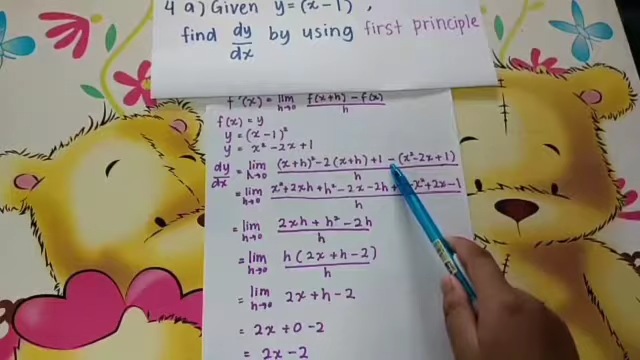 4 a) Given y=(x-1) ,
find dy/dx by using first principle
f'(x) = lim h→0 f(x+h) - f(x) / h
f(x) = y
y = (x-1)²
y = x² - 2x + 1
dy/dx = lim h→0 (x+h)² - 2(x+h) + 1 - (x² - 2x + 1) / h
= lim h→0 x² + 2xh + h² - 2x - 2h + - x² + 2x - 1 / h
= lim h→0 2xh + h² - 2h / h
= lim h→0 h(2x + h - 2) / h
= lim h→0 2x + h - 2
= 2x + 0 - 2
= 2x - 2